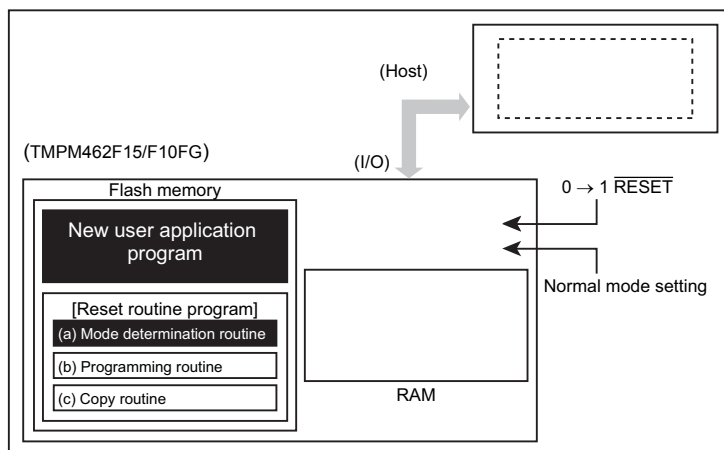 (Host)
(TMPM462F15/F10FG)
(I/O)
Flash memory
0 → 1 RESET
New user application
program
Normal mode setting
[Reset routine program]
(a) Mode determination routine
(b) Programming routine
(c) Copy routine
RAM